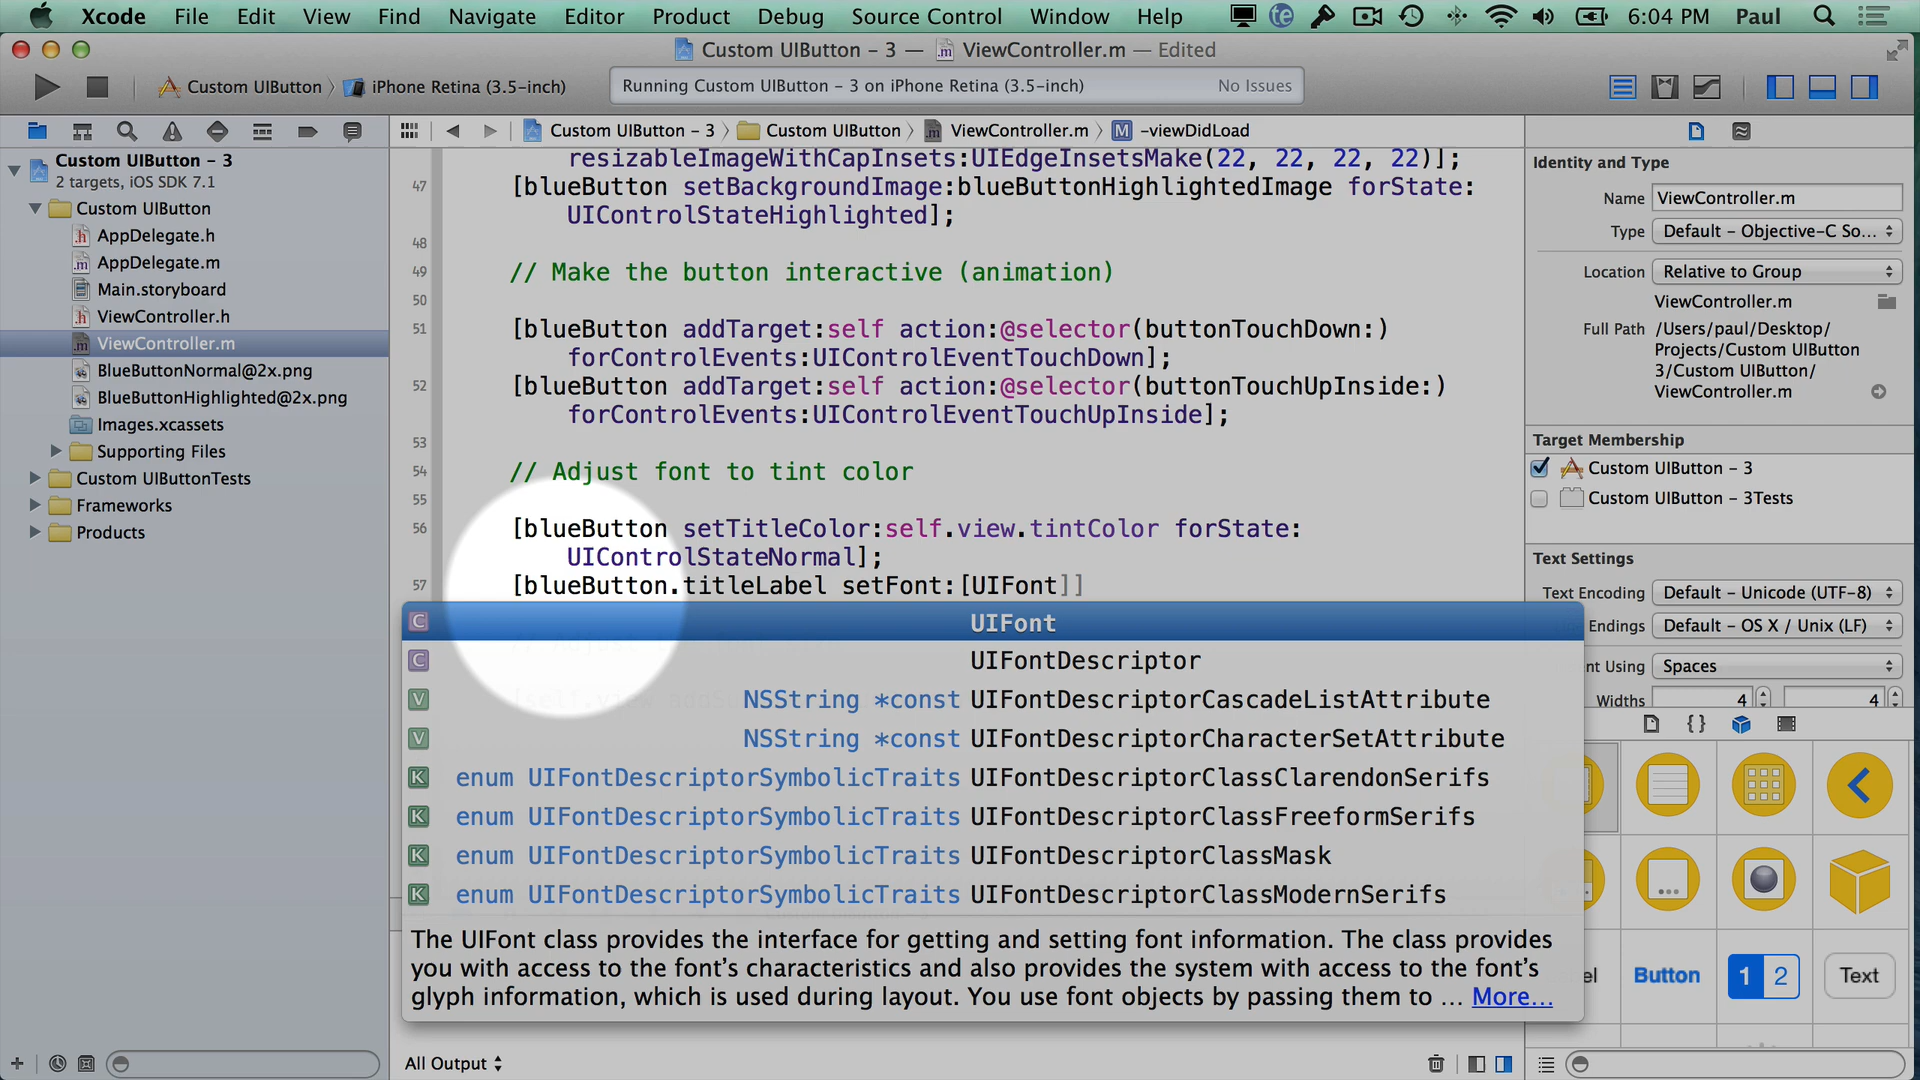 Xcode File Edit View Find Navigate Editor Product Debug Source Control Window Help te 6:04 PM Paul
Custom UIButton - 3 — ViewController.m — Edited
Custom UIButton iPhone Retina (3.5-inch)
Running Custom UIButton - 3 on iPhone Retina (3.5-inch) No Issues
Custom UIButton - 3 Custom UIButton ViewController.m M -viewDidLoad
Custom UIButton - 3
2 targets, iOS SDK 7.1
Custom UIButton
AppDelegate.h
AppDelegate.m
Main.storyboard
ViewController.h
ViewController.m
BlueButtonNormal@2x.png
BlueButtonHighlighted@2x.png
Images.xcassets
Supporting Files
Custom UIButtonTests
Frameworks
Products
resizableImageWithCapInsets:UIEdgeInsetsMake(22, 22, 22, 22)];
47 [blueButton setBackgroundImage:blueButtonHighlightedImage forState:
UIControlStateHighlighted];
48
49 // Make the button interactive (animation)
50
51 [blueButton addTarget:self action:@selector(buttonTouchDown:)
forControlEvents:UIControlEventTouchDown];
52 [blueButton addTarget:self action:@selector(buttonTouchUpInside:)
forControlEvents:UIControlEventTouchUpInside];
53
54 // Adjust font to tint color
55
56 [blueButton setTitleColor:self.view.tintColor forState:
UIControlStateNormal];
57 [blueButton.titleLabel setFont:[UIFont]]
C UIFont
C UIFontDescriptor
V NSString *const UIFontDescriptorCascadeListAttribute
V NSString *const UIFontDescriptorCharacterSetAttribute
K enum UIFontDescriptorSymbolicTraits UIFontDescriptorClassClarendonSerifs
K enum UIFontDescriptorSymbolicTraits UIFontDescriptorClassFreeformSerifs
K enum UIFontDescriptorSymbolicTraits UIFontDescriptorClassMask
K enum UIFontDescriptorSymbolicTraits UIFontDescriptorClassModernSerifs
The UIFont class provides the interface for getting and setting font information. The class provides
you with access to the font's characteristics and also provides the system with access to the font's
glyph information, which is used during layout. You use font objects by passing them to … More…
All Output
Identity and Type
Name ViewController.m
Type Default - Objective-C So...
Location Relative to Group
ViewController.m
Full Path /Users/paul/Desktop/
Projects/Custom UIButton
3/Custom UIButton/
ViewController.m
Target Membership
Custom UIButton - 3
Custom UIButton - 3Tests
Text Settings
Text Encoding Default - Unicode (UTF-8)
Endings Default - OS X / Unix (LF)
nt Using Spaces
Widths 4 4
el Button 1 2 Text